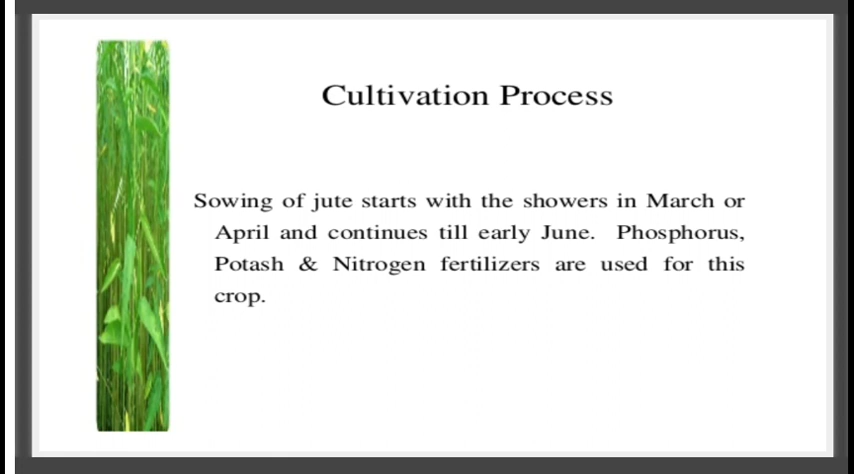 Cultivation Process
Sowing of jute starts with the showers in March or
April and continues till early June. Phosphorus,
Potash & Nitrogen fertilizers are used for this
crop.